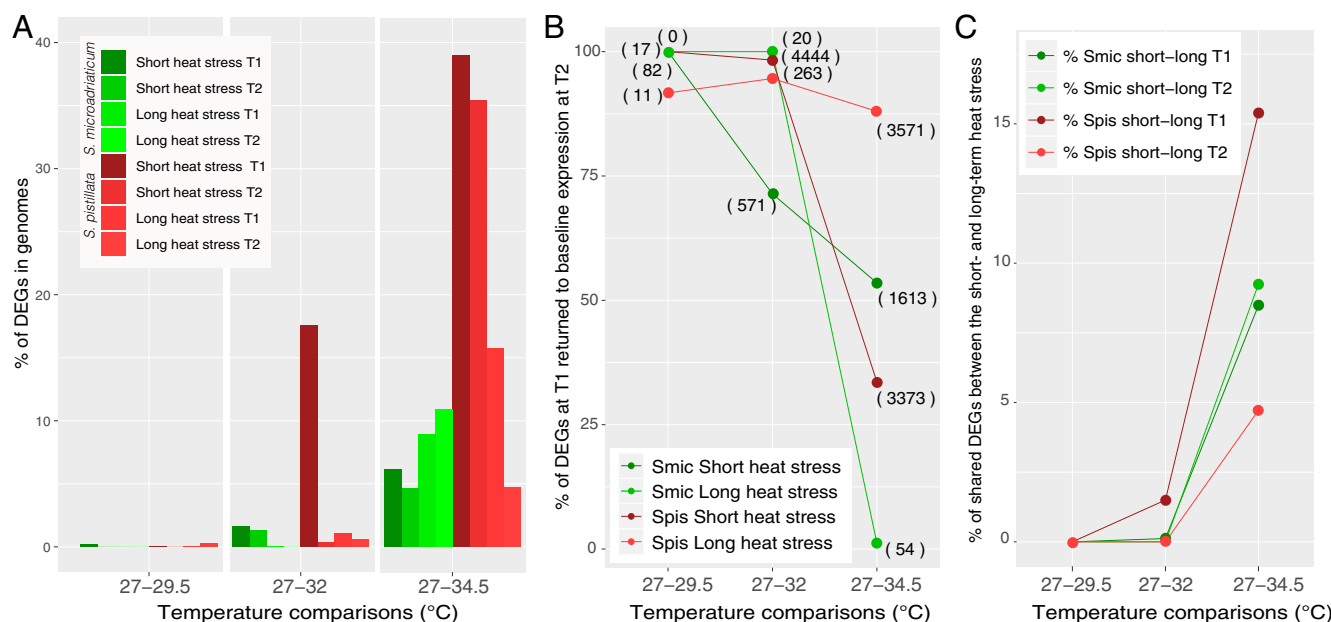 A
% of DEGs in genomes
40
30
20
10
0
S. microadriaticum
S. pistillata
Short heat stress T1
Short heat stress T2
Long heat stress T1
Long heat stress T2
Short heat stress T1
Short heat stress T2
Long heat stress T1
Long heat stress T2
27−29.5
27−32
27−34.5
Temperature comparisons (°C)
B
% of DEGs at T1 returned to baseline expression at T2
100
75
50
25
0
( 0 )
( 17 )
( 82 )
( 11 )
( 20 )
( 4444 )
( 263 )
( 571 )
( 3571 )
( 1613 )
( 3373 )
( 54 )
Smic Short heat stress
Smic Long heat stress
Spis Short heat stress
Spis Long heat stress
27−29.5
27−32
27−34.5
Temperature comparisons (°C)
C
% of shared DEGs between the short- and long-term heat stress
15
10
5
0
% Smic short−long T1
% Smic short−long T2
% Spis short−long T1
% Spis short−long T2
27−29.5
27−32
27−34.5
Temperature comparisons (°C)